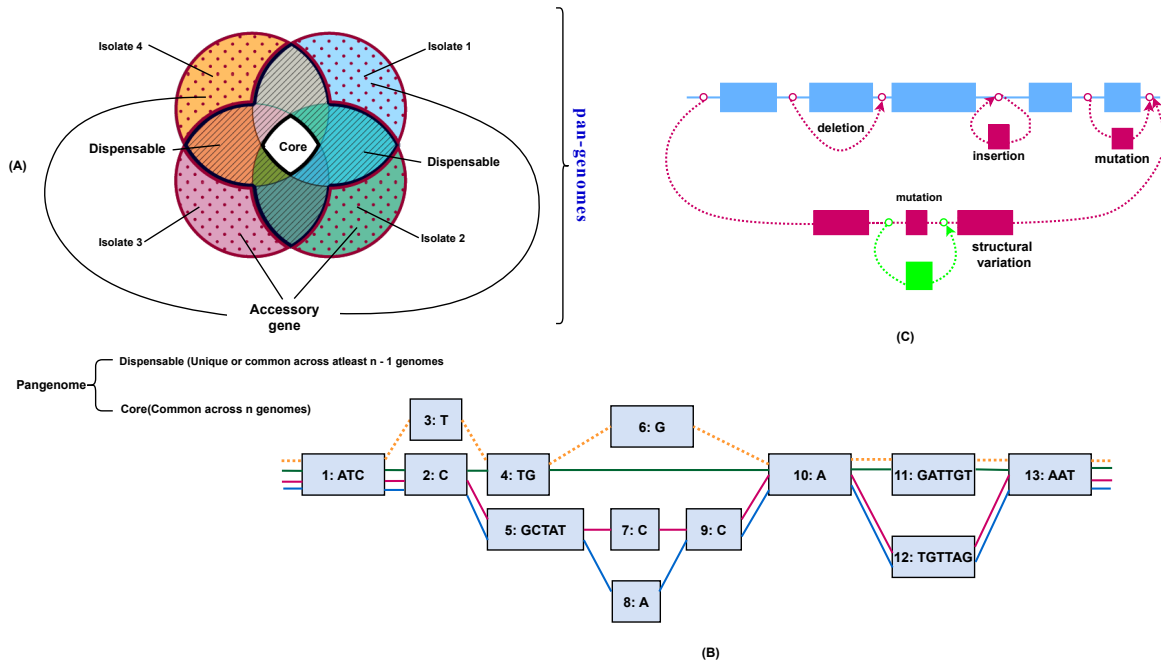 (A)
Isolate 4
Isolate 1
Dispensable
Core
Dispensable
Isolate 3
Isolate 2
Accessory
gene
pan-genomes
deletion
insertion
mutation
mutation
structural
variation
(C)
Pangenome
Dispensable (Unique or common across atleast n - 1 genomes
Core(Common across n genomes)
3: T
6: G
1: ATC
2: C
4: TG
10: A
11: GATTGT
13: AAT
5: GCTAT
7: C
9: C
12: TGTTAG
8: A
(B)